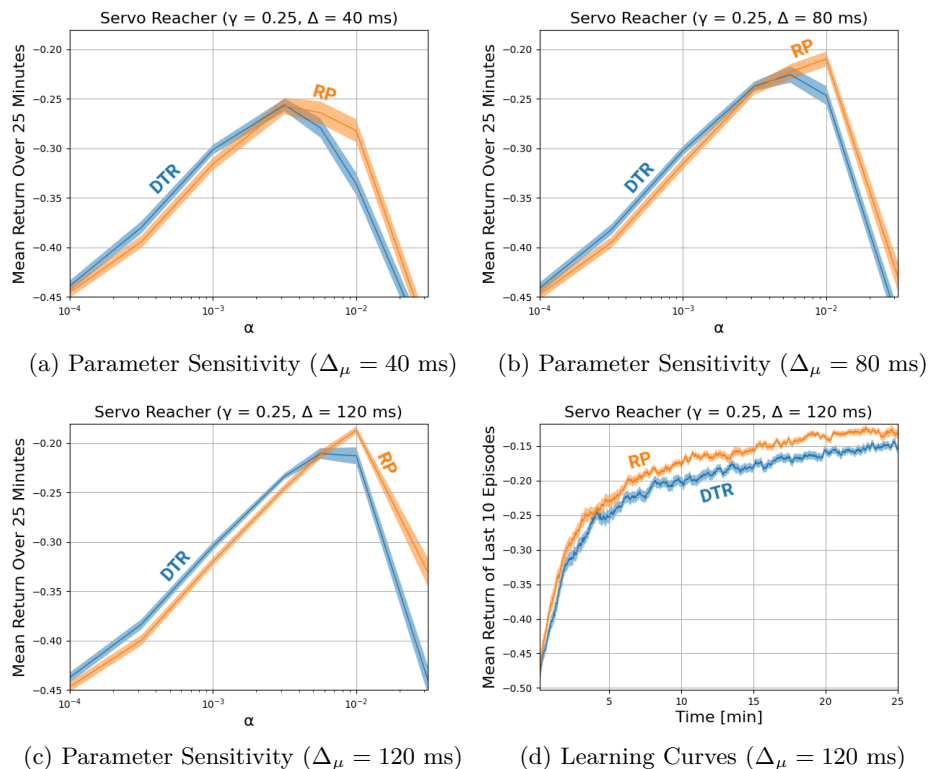 Servo Reacher (γ = 0.25, Δ = 40 ms)
Mean Return Over 25 Minutes
−0.20
−0.25
−0.30
−0.35
−0.40
−0.45
RP
DTR
10⁻⁴
10⁻³
10⁻²
α
(a) Parameter Sensitivity (Δμ = 40 ms)
Servo Reacher (γ = 0.25, Δ = 80 ms)
Mean Return Over 25 Minutes
−0.20
−0.25
−0.30
−0.35
−0.40
−0.45
RP
DTR
10⁻⁴
10⁻³
10⁻²
α
(b) Parameter Sensitivity (Δμ = 80 ms)
Servo Reacher (γ = 0.25, Δ = 120 ms)
Mean Return Over 25 Minutes
−0.20
−0.25
−0.30
−0.35
−0.40
−0.45
RP
DTR
10⁻⁴
10⁻³
10⁻²
α
(c) Parameter Sensitivity (Δμ = 120 ms)
Servo Reacher (γ = 0.25, Δ = 120 ms)
Mean Return of Last 10 Episodes
−0.15
−0.20
−0.25
−0.30
−0.35
−0.40
−0.45
−0.50
RP
DTR
5
10
15
20
25
Time [min]
(d) Learning Curves (Δμ = 120 ms)